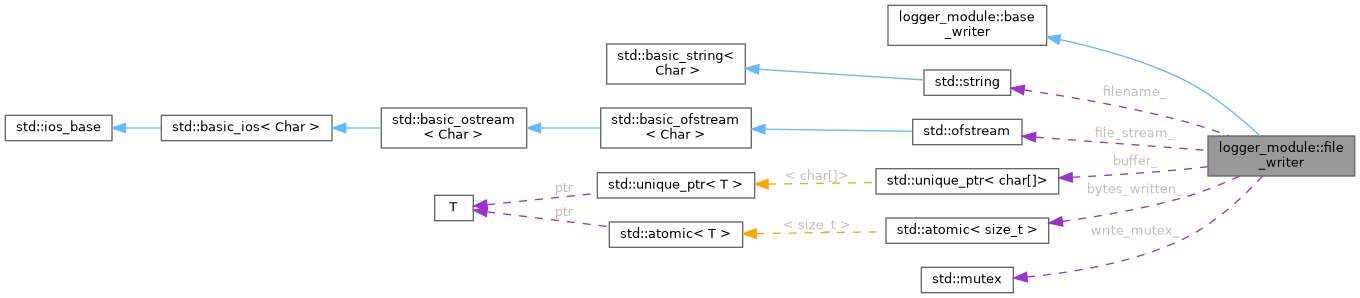 logger_module::base
_writer
std::basic_string<
Char >
std::string
filename_
std::ios_base
std::basic_ios< Char >
std::basic_ostream
< Char >
std::basic_ofstream
< Char >
std::ofstream
file_stream_
logger_module::file
_writer
buffer_
T
ptr
std::unique_ptr< T >
< char[]>
std::unique_ptr< char[]>
bytes_written_
ptr
std::atomic< T >
< size_t >
std::atomic< size_t >
write_mutex_
std::mutex